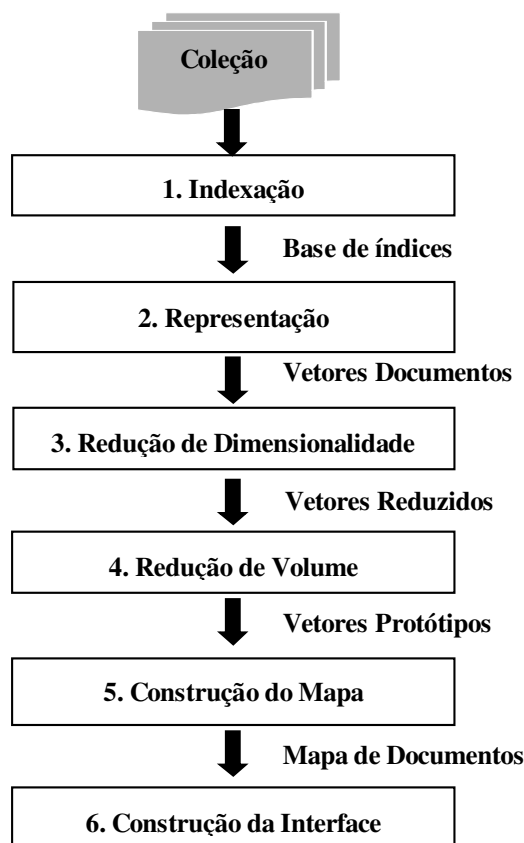 Coleção
1. Indexação
Base de índices
2. Representação
Vetores Documentos
3. Redução de Dimensionalidade
Vetores Reduzidos
4. Redução de Volume
Vetores Protótipos
5. Construção do Mapa
Mapa de Documentos
6. Construção da Interface